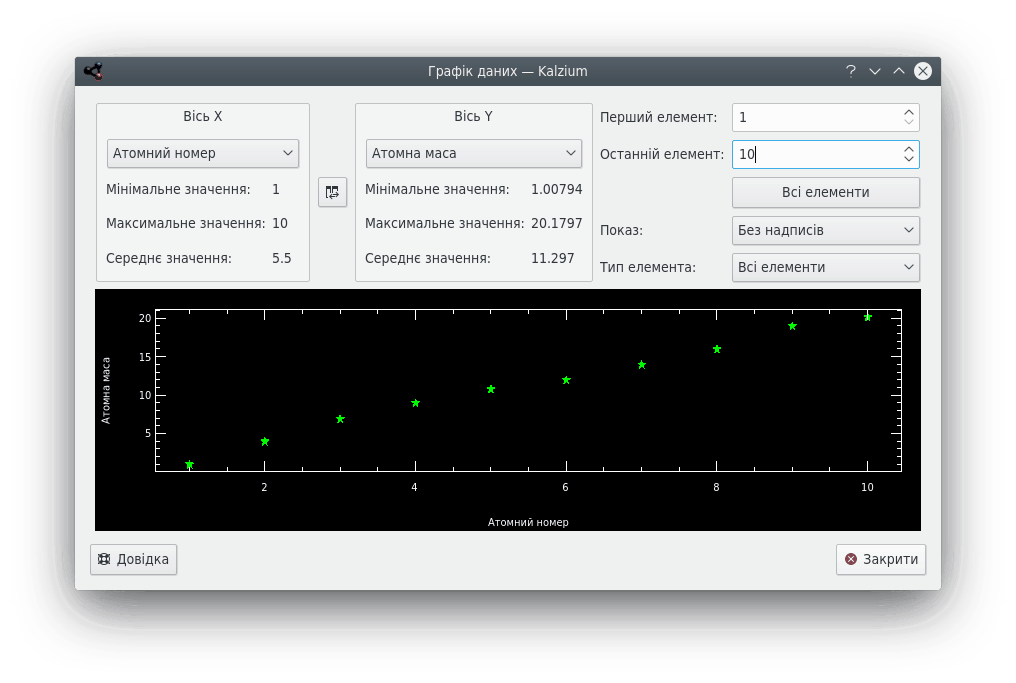 Графік даних — Kalzium
Вісь X
Атомний номер
Мінімальне значення: 1
Максимальне значення: 10
Середнє значення: 5.5
Вісь Y
Атомна маса
Мінімальне значення: 1.00794
Максимальне значення: 20.1797
Середнє значення: 11.297
Перший елемент: 1
Останній елемент: 10
Всі елементи
Показ: Без надписів
Тип елемента: Всі елементи
Атомна маса
20
15
10
5
2 4 6 8 10
Атомний номер
Довідка
Закрити